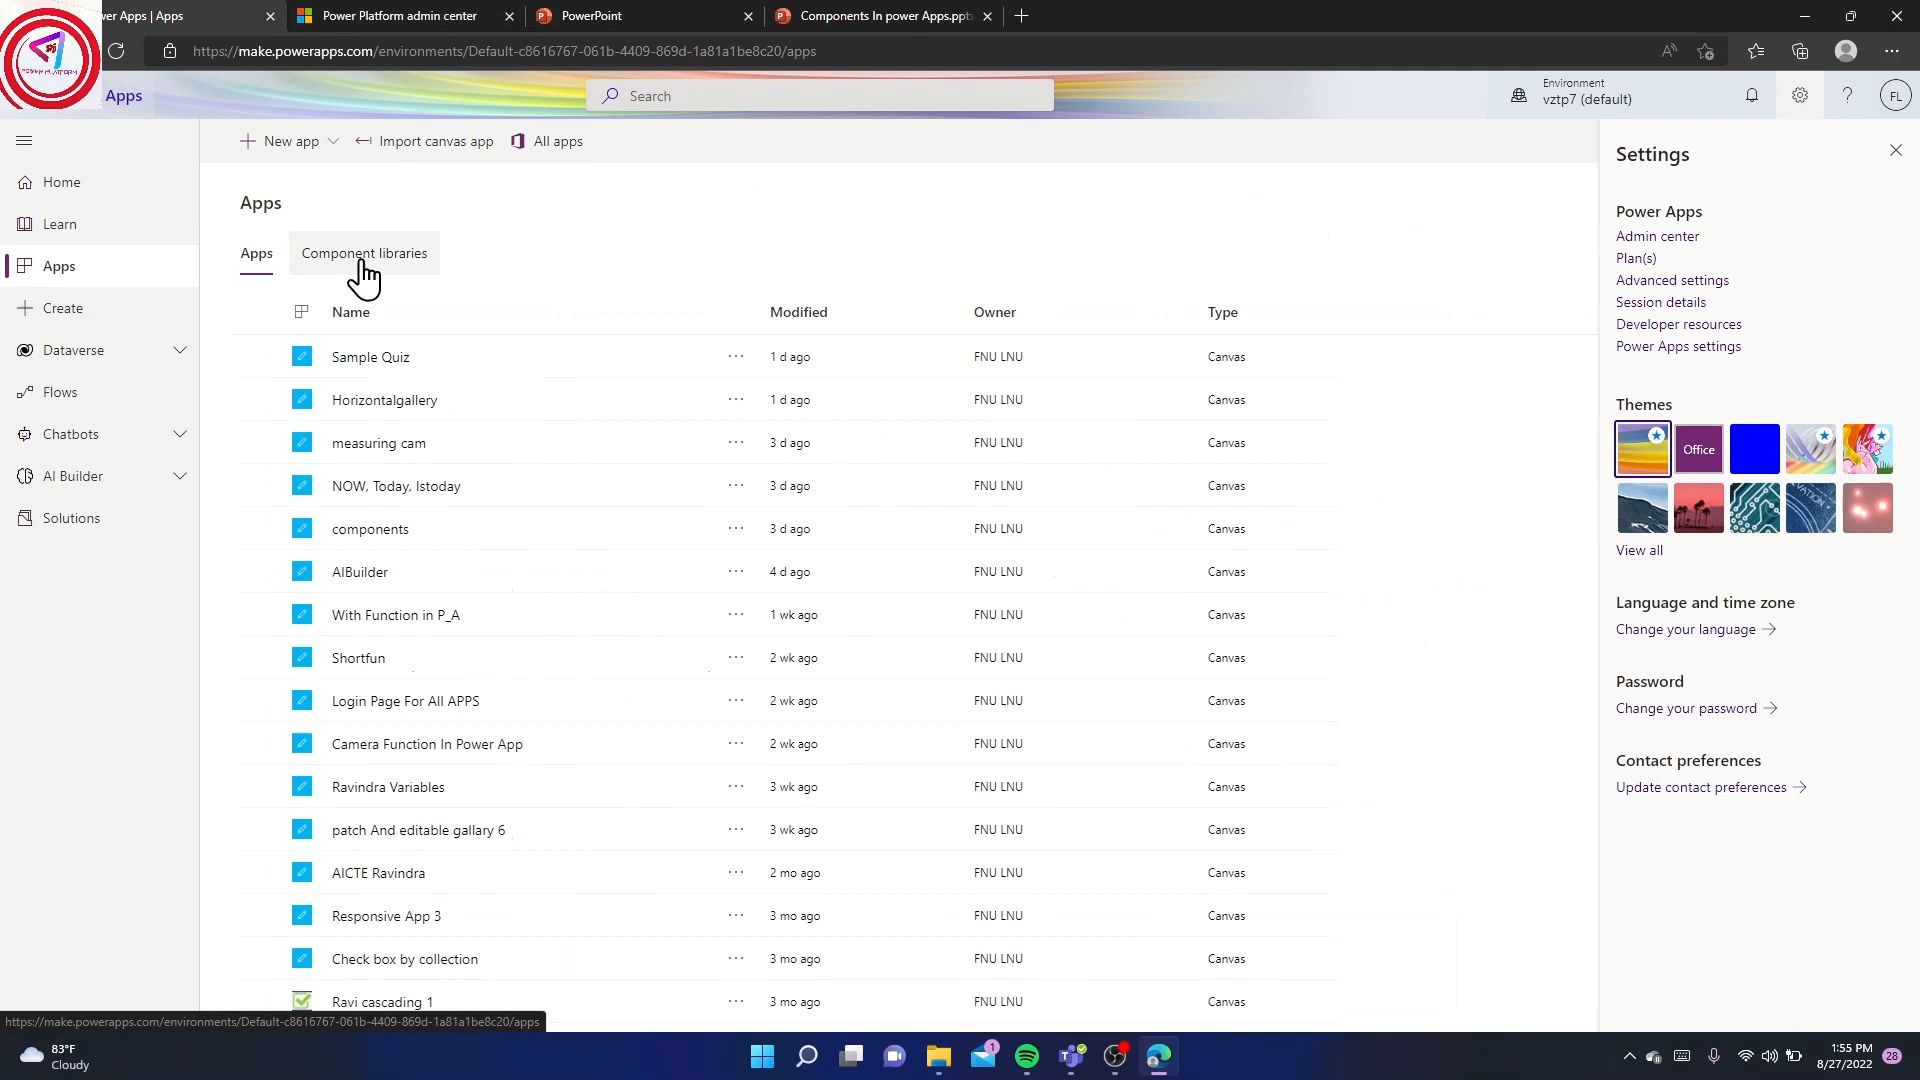 wer Apps | Apps
Power Platform admin center
PowerPoint
Components In power Apps.ppt
https://make.powerapps.com/environments/Default-c8616767-061b-4409-869d-1a81a1be8c20/apps
POWER PLATFORM
Apps
Search
Environment
vztp7 (default)
FL
New app
Import canvas app
All apps
Home
Learn
Apps
Create
Dataverse
Flows
Chatbots
AI Builder
Solutions
Apps
Apps
Component libraries
Name Modified Owner Type
Sample Quiz ... 1 d ago FNU LNU Canvas
Horizontalgallery ... 1 d ago FNU LNU Canvas
measuring cam ... 3 d ago FNU LNU Canvas
NOW, Today, Istoday ... 3 d ago FNU LNU Canvas
components ... 3 d ago FNU LNU Canvas
AIBuilder ... 4 d ago FNU LNU Canvas
With Function in P_A ... 1 wk ago FNU LNU Canvas
Shortfun ... 2 wk ago FNU LNU Canvas
Login Page For All APPS ... 2 wk ago FNU LNU Canvas
Camera Function In Power App ... 2 wk ago FNU LNU Canvas
Ravindra Variables ... 3 wk ago FNU LNU Canvas
patch And editable gallary 6 ... 3 wk ago FNU LNU Canvas
AICTE Ravindra ... 2 mo ago FNU LNU Canvas
Responsive App 3 ... 3 mo ago FNU LNU Canvas
Check box by collection ... 3 mo ago FNU LNU Canvas
Ravi cascading 1 ... 3 mo ago FNU LNU Canvas
Settings
Power Apps
Admin center
Plan(s)
Advanced settings
Session details
Developer resources
Power Apps settings
Themes
Office
View all
Language and time zone
Change your language
Password
Change your password
Contact preferences
Update contact preferences
https://make.powerapps.com/environments/Default-c8616767-061b-4409-869d-1a81a1be8c20/apps
83°F
Cloudy
1
1:55 PM
8/27/2022
28